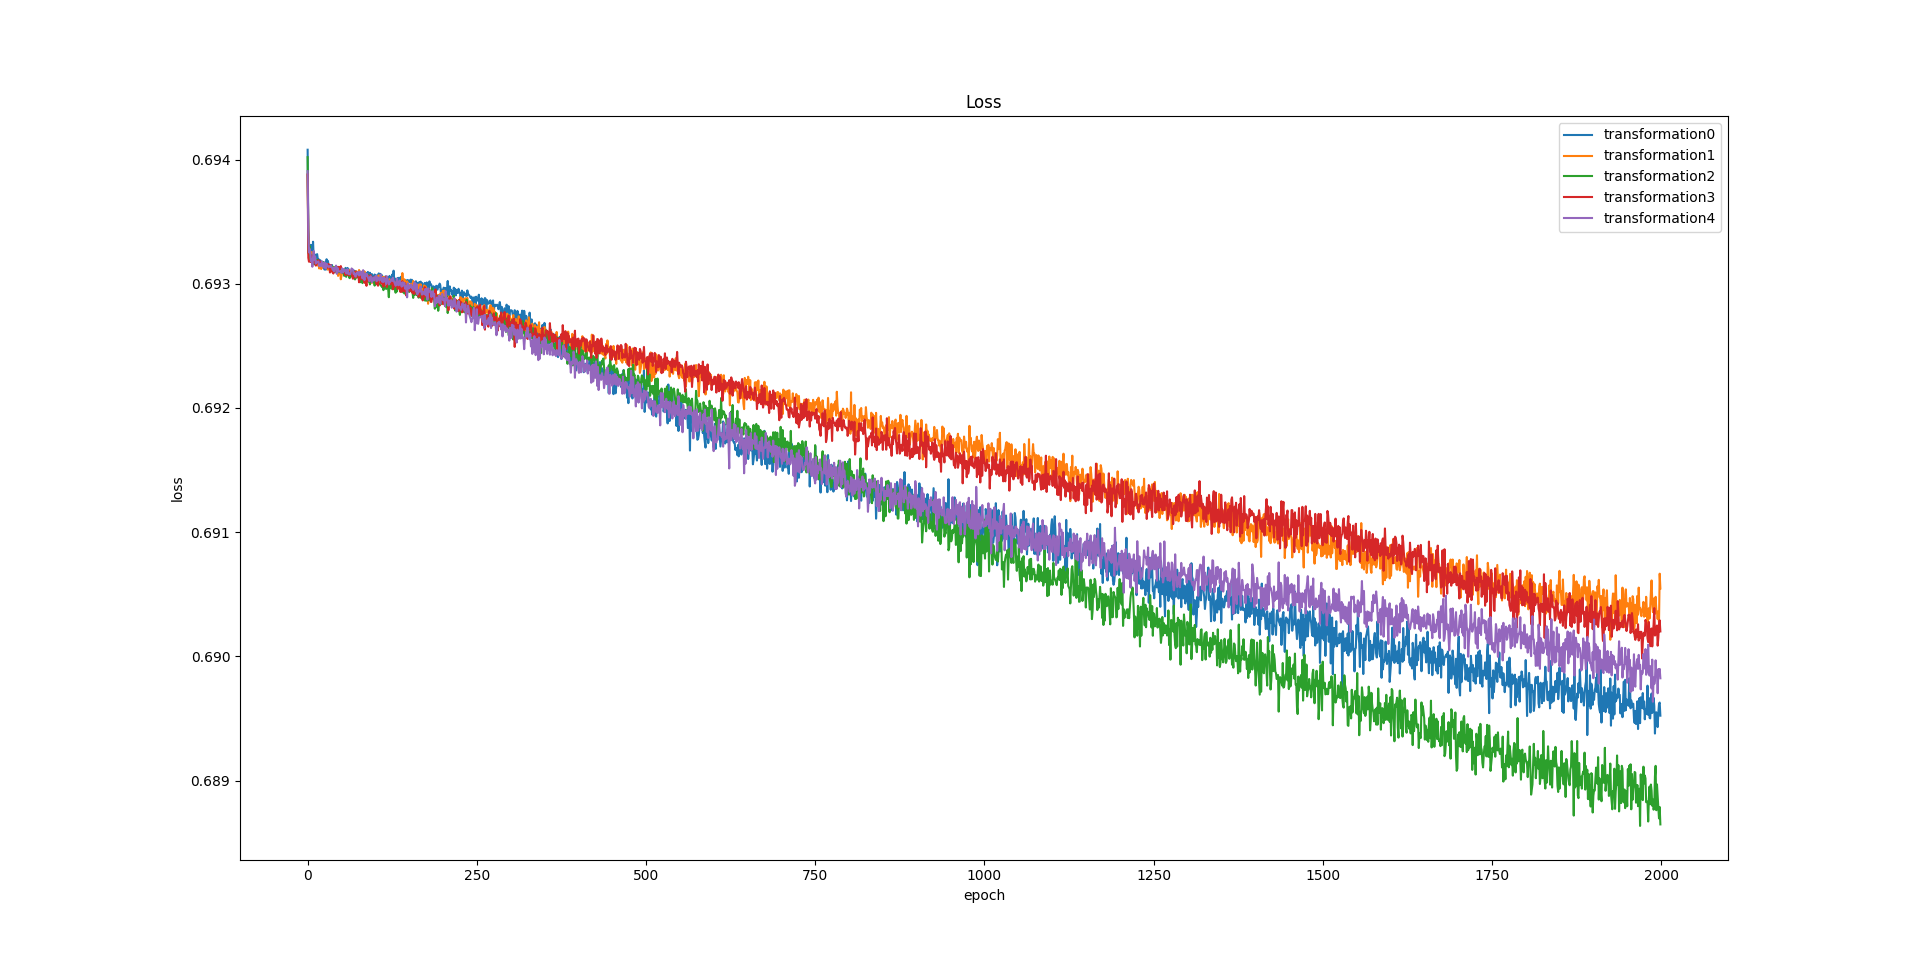 Loss
transformation0
transformation1
transformation2
transformation3
transformation4
0.694
0.693
0.692
0.691
0.690
0.689
loss
0 250 500 750 1000 1250 1500 1750 2000
epoch